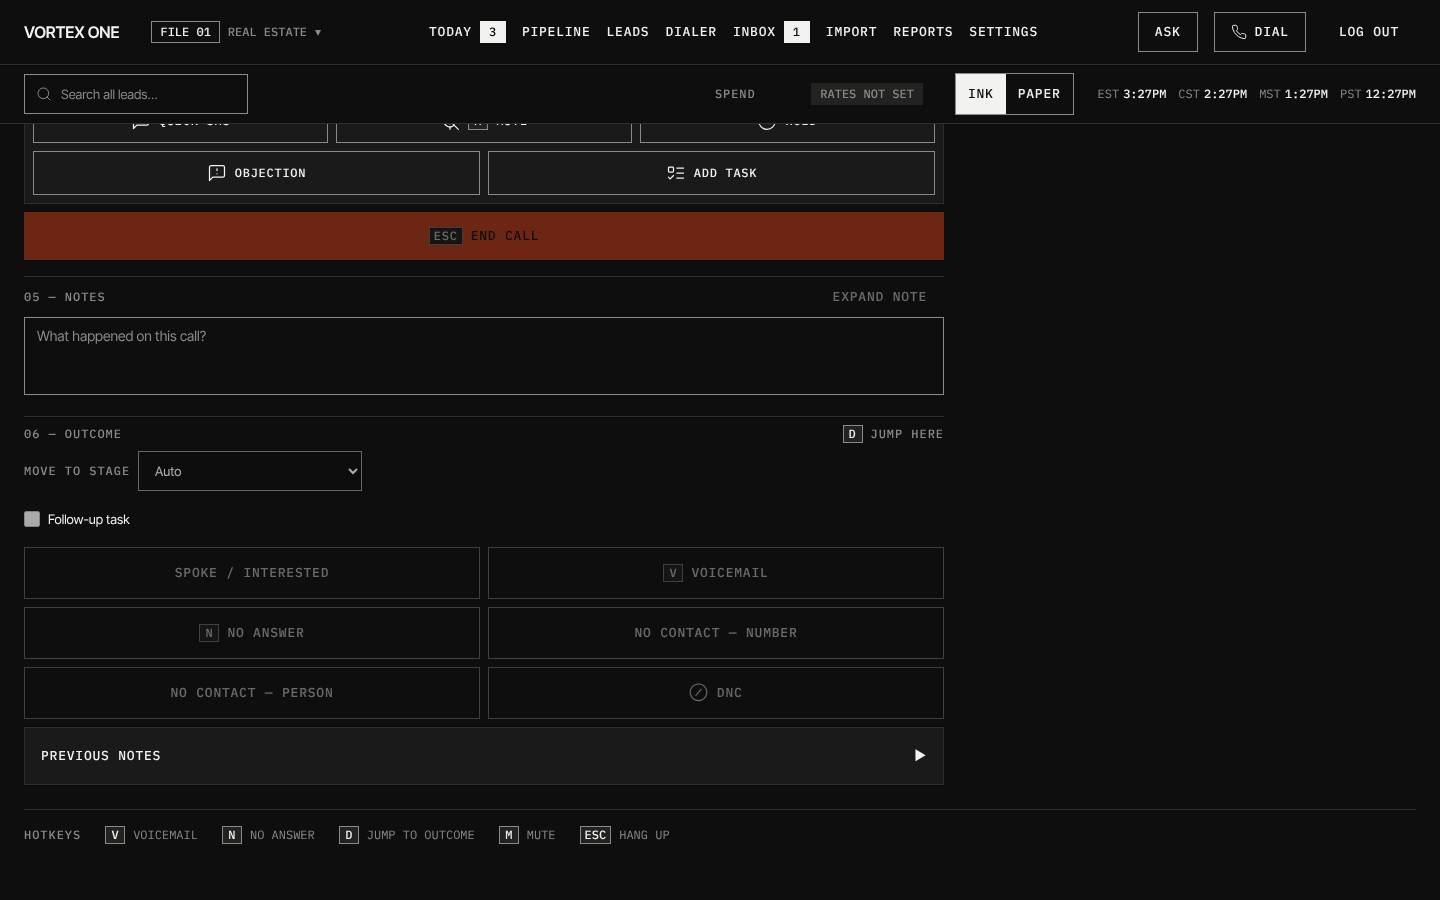 VORTEX ONE
FILE 01 REAL ESTATE ▾
TODAY 3 PIPELINE LEADS DIALER INBOX 1 IMPORT REPORTS SETTINGS
ASK
DIAL
LOG OUT
Search all leads...
SPEND
RATES NOT SET
INK PAPER
EST 3:27PM CST 2:27PM MST 1:27PM PST 12:27PM
OBJECTION
ADD TASK
ESC END CALL
05 — NOTES
EXPAND NOTE
What happened on this call?
06 — OUTCOME
D JUMP HERE
MOVE TO STAGE Auto
Follow-up task
SPOKE / INTERESTED
V VOICEMAIL
N NO ANSWER
NO CONTACT — NUMBER
NO CONTACT — PERSON
DNC
PREVIOUS NOTES
HOTKEYS V VOICEMAIL N NO ANSWER D JUMP TO OUTCOME M MUTE ESC HANG UP